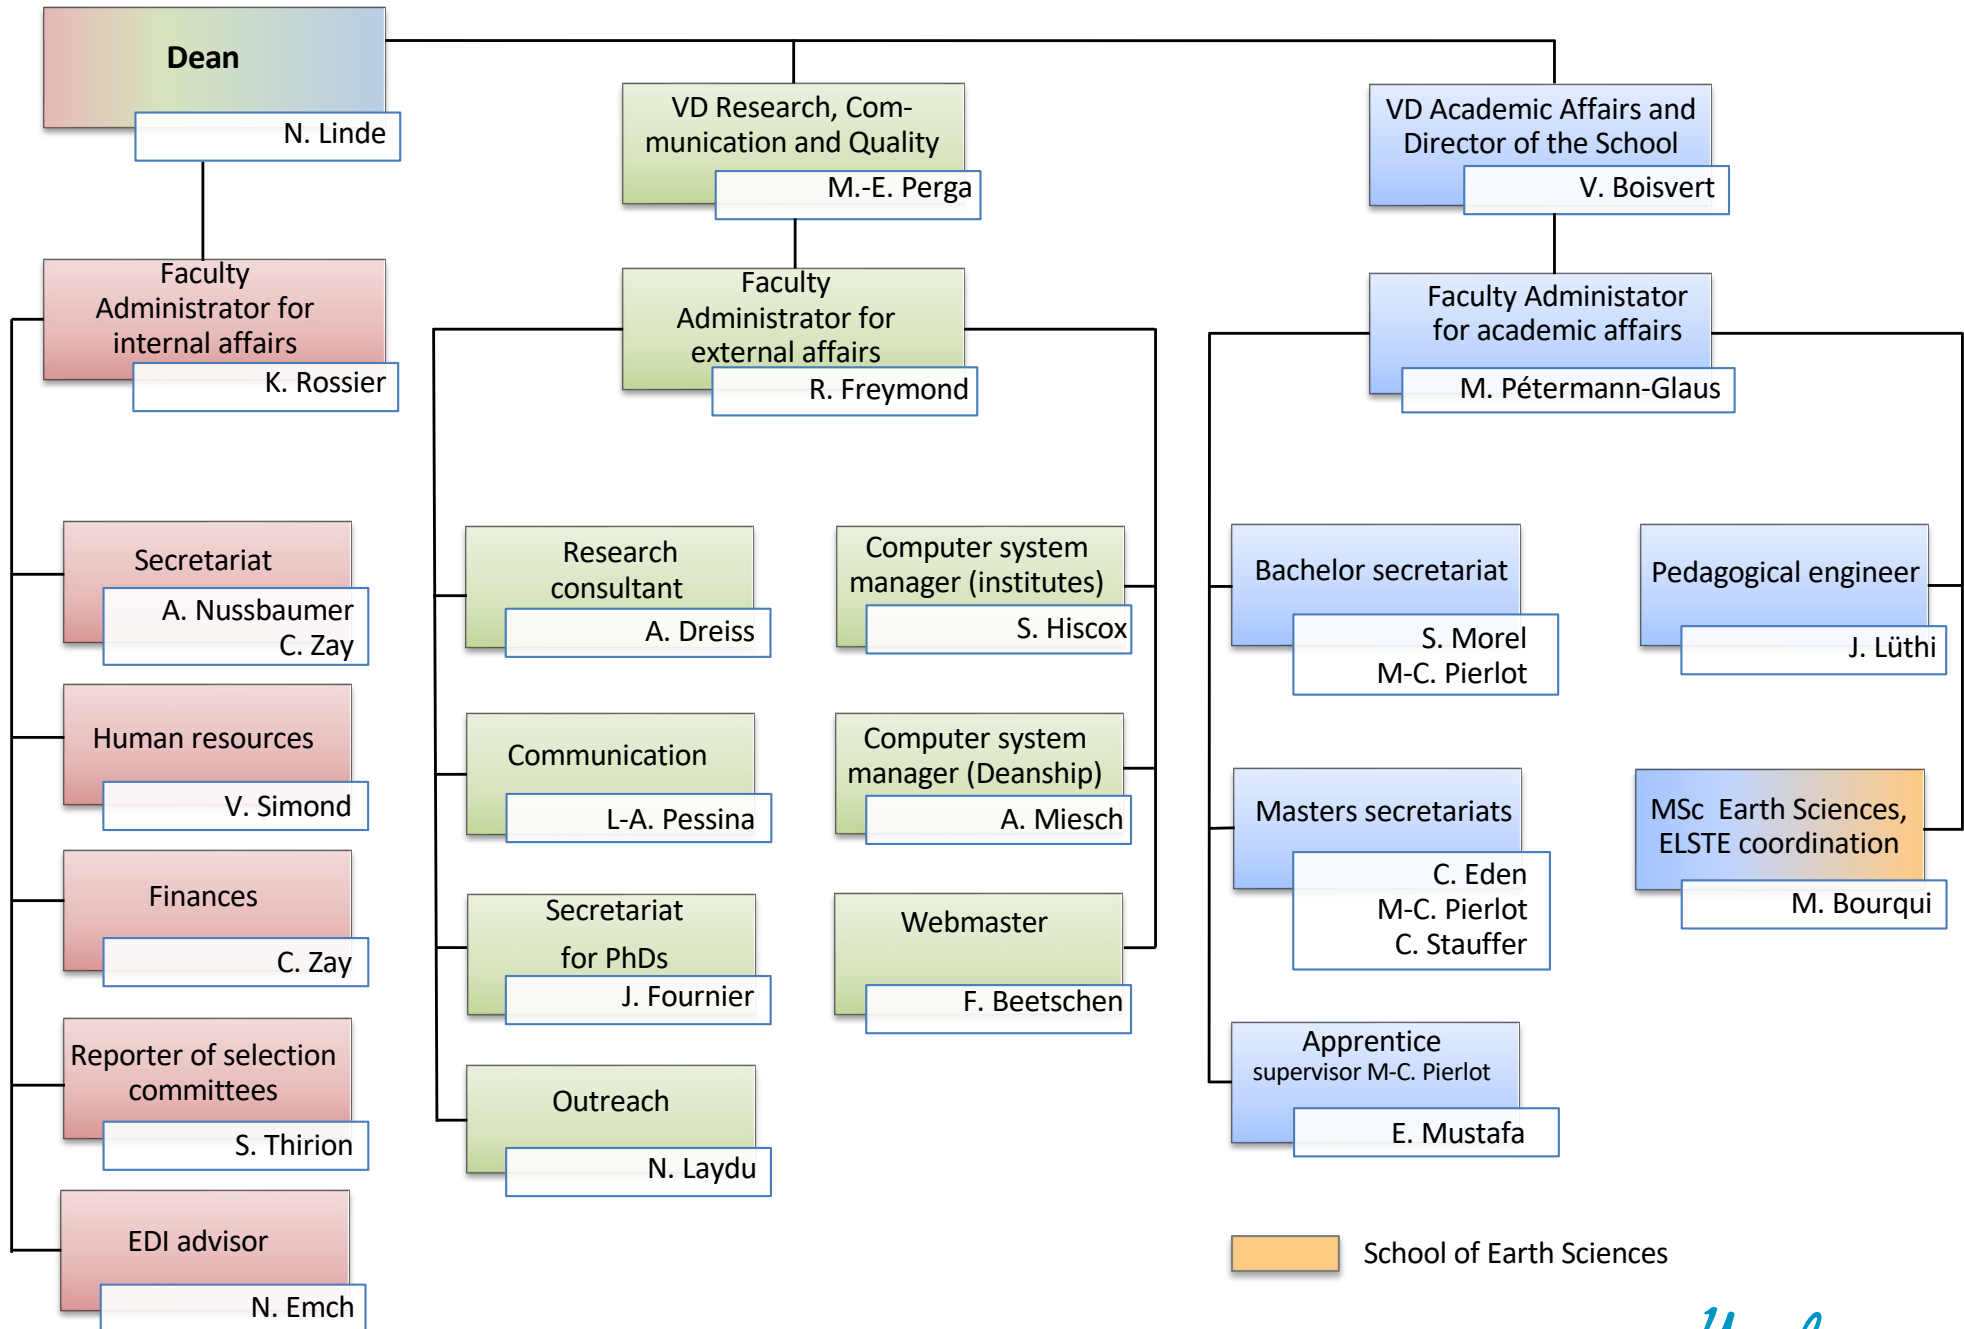 Dean
N. Linde
VD Research, Com-
munication and Quality
M.-E. Perga
VD Academic Affairs and
Director of the School
V. Boisvert
Faculty
Administrator for
internal affairs
K. Rossier
Faculty
Administrator for
external affairs
R. Freymond
Faculty Administator
for academic affairs
M. Pétermann-Glaus
Secretariat
A. Nussbaumer
C. Zay
Human resources
V. Simond
Finances
C. Zay
Reporter of selection
committees
S. Thirion
EDI advisor
N. Emch
Research
consultant
A. Dreiss
Communication
L-A. Pessina
Secretariat
for PhDs
J. Fournier
Outreach
N. Laydu
Computer system
manager (institutes)
S. Hiscox
Computer system
manager (Deanship)
A. Miesch
Webmaster
F. Beetschen
Bachelor secretariat
S. Morel
M-C. Pierlot
Masters secretariats
C. Eden
M-C. Pierlot
C. Stauffer
Apprentice
supervisor M-C. Pierlot
E. Mustafa
Pedagogical engineer
J. Lüthi
MSc  Earth Sciences,
ELSTE coordination
M. Bourqui
School of Earth Sciences